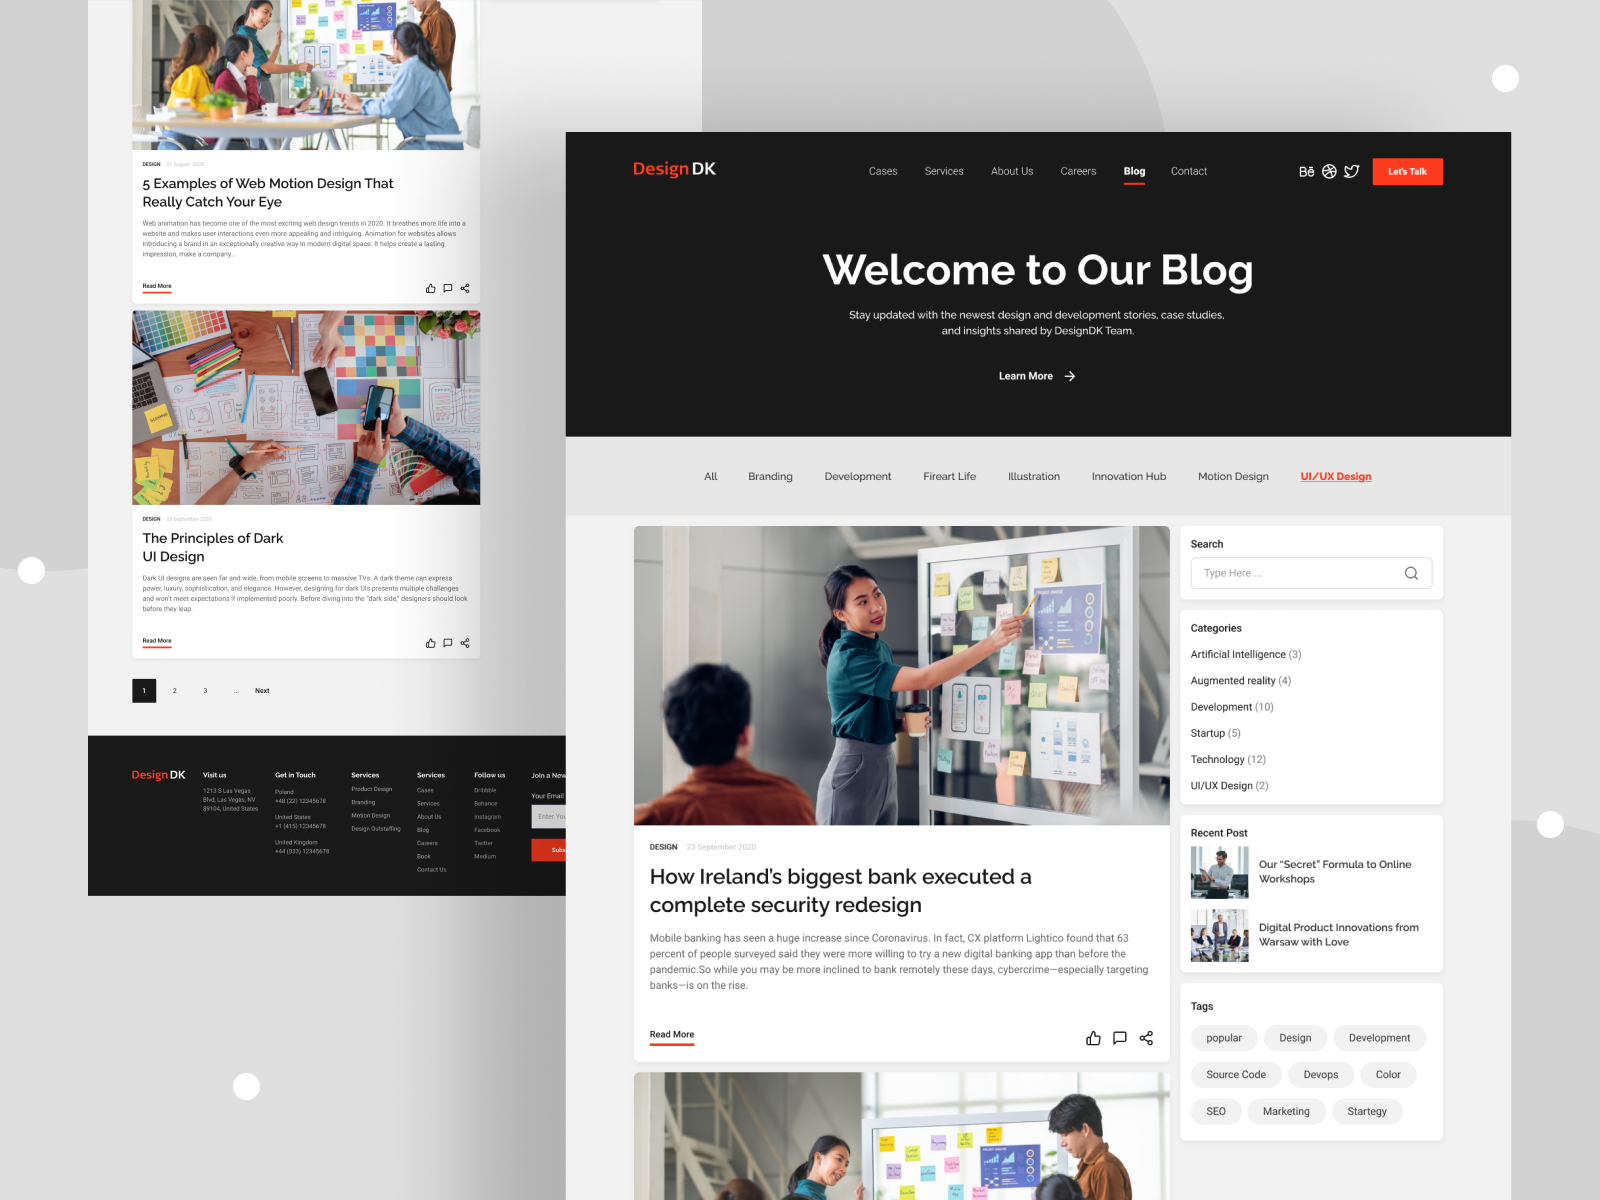 DESIGN 21 August 2020
5 Examples of Web Motion Design That
Really Catch Your Eye
Web animation has become one of the most exciting web design trends in 2020. It breathes more life into a
website and makes user interactions even more appealing and intriguing. Animation for websites allows
introducing a brand in an exceptionally creative way in modern digital space. It helps create a lasting
impression, make a company...
Read More
DESIGN 23 September 2020
The Principles of Dark
UI Design
Dark UI designs are seen far and wide, from mobile screens to massive TVs. A dark theme can express
power, luxury, sophistication, and elegance. However, designing for dark UIs presents multiple challenges
and won't meet expectations if implemented poorly. Before diving into the "dark side," designers should look
before they leap.
Read More
1 2 3 ... Next
Design DK
Visit us
1213 S Las Vegas
Blvd, Las Vegas, NV
89104, United States
Get in Touch
Poland
+48 (22) 12345678
United States
+1 (415) 12345678
United Kingdom
+44 (033) 12345678
Services
Product Design
Branding
Motion Design
Design Outstaffing
Services
Cases
Services
About Us
Blog
Careers
Book
Contact Us
Follow us
Dribbble
Behance
Instagram
Facebook
Twitter
Medium
Join a New
Your Email
Enter You
Subs
Design DK
Cases Services About Us Careers Blog Contact
Bē
Let's Talk
Welcome to Our Blog
Stay updated with the newest design and development stories, case studies,
and insights shared by DesignDK Team.
Learn More
All Branding Development Fireart Life Illustration Innovation Hub Motion Design UI/UX Design
PROJECT ANALYZE
DESIGN 23 September 2020
How Ireland's biggest bank executed a
complete security redesign
Mobile banking has seen a huge increase since Coronavirus. In fact, CX platform Lightico found that 63
percent of people surveyed said they were more willing to try a new digital banking app than before the
pandemic.So while you may be more inclined to bank remotely these days, cybercrime—especially targeting
banks—is on the rise.
Read More
Search
Type Here ...
Categories
Artificial Intelligence (3)
Augmented reality (4)
Development (10)
Startup (5)
Technology (12)
UI/UX Design (2)
Recent Post
Our “Secret” Formula to Online
Workshops
Digital Product Innovations from
Warsaw with Love
Tags
popular Design Development
Source Code Devops Color
SEO Marketing Startegy